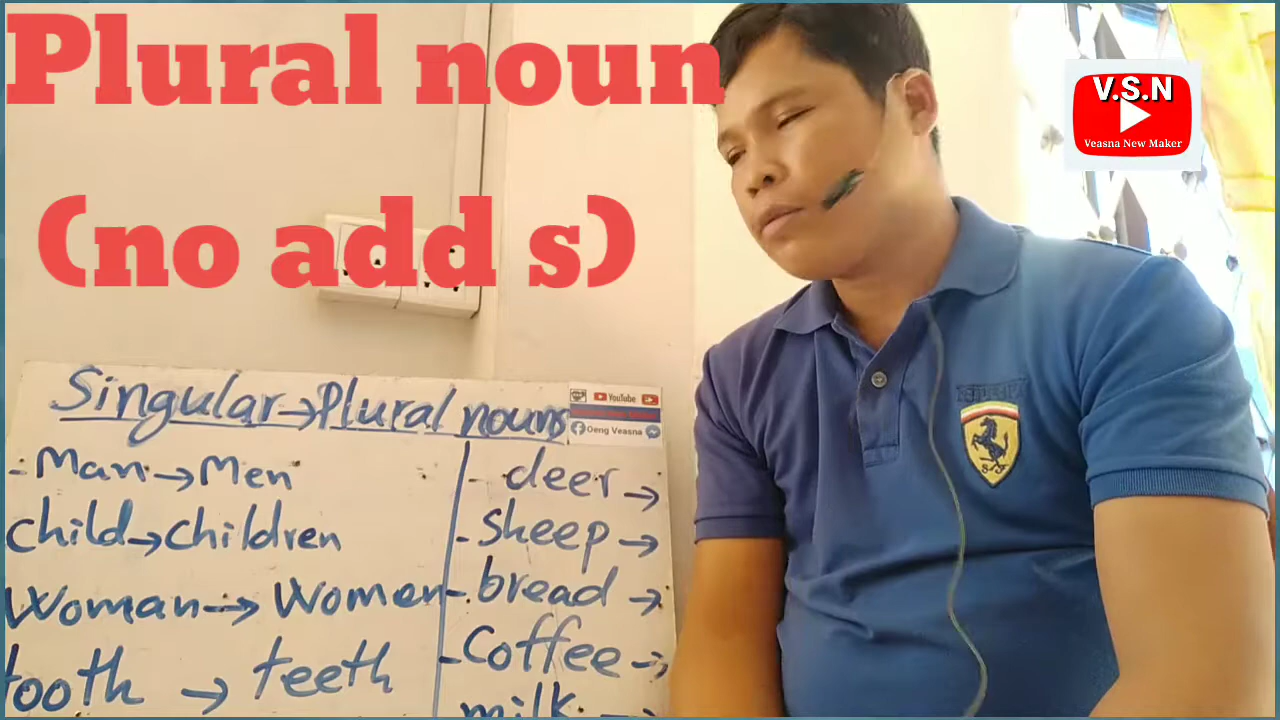 Plural noun
(no add s)
V.S.N
Veasna New Maker
Singular→Plural nouns
YouTube
Oeng Veasna
- Man→Men
child→children
Woman→Women
tooth → teeth
- deer→
- Sheep→
- bread →
- Coffee→
milk →